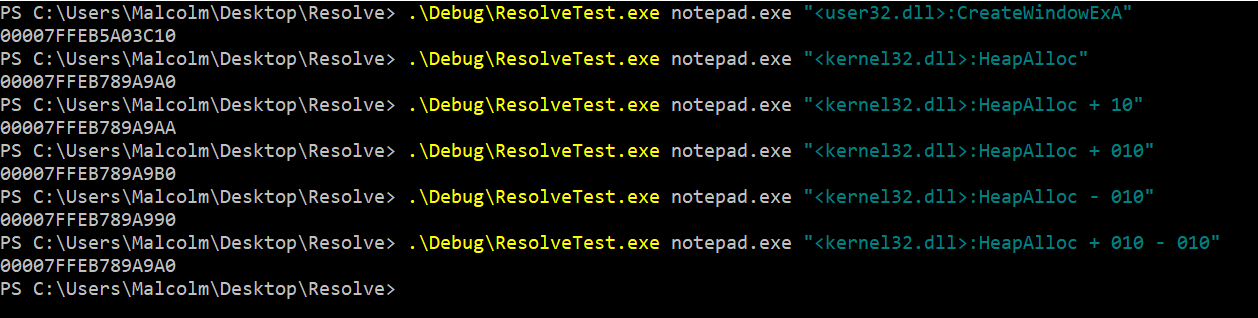 PS C:\Users\Malcolm\Desktop\Resolve> .\Debug\ResolveTest.exe notepad.exe "<user32.dll>:CreateWindowExA"
00007FFEB5A03C10
PS C:\Users\Malcolm\Desktop\Resolve> .\Debug\ResolveTest.exe notepad.exe "<kernel32.dll>:HeapAlloc"
00007FFEB789A9A0
PS C:\Users\Malcolm\Desktop\Resolve> .\Debug\ResolveTest.exe notepad.exe "<kernel32.dll>:HeapAlloc + 10"
00007FFEB789A9AA
PS C:\Users\Malcolm\Desktop\Resolve> .\Debug\ResolveTest.exe notepad.exe "<kernel32.dll>:HeapAlloc + 010"
00007FFEB789A9B0
PS C:\Users\Malcolm\Desktop\Resolve> .\Debug\ResolveTest.exe notepad.exe "<kernel32.dll>:HeapAlloc - 010"
00007FFEB789A990
PS C:\Users\Malcolm\Desktop\Resolve> .\Debug\ResolveTest.exe notepad.exe "<kernel32.dll>:HeapAlloc + 010 - 010"
00007FFEB789A9A0
PS C:\Users\Malcolm\Desktop\Resolve>